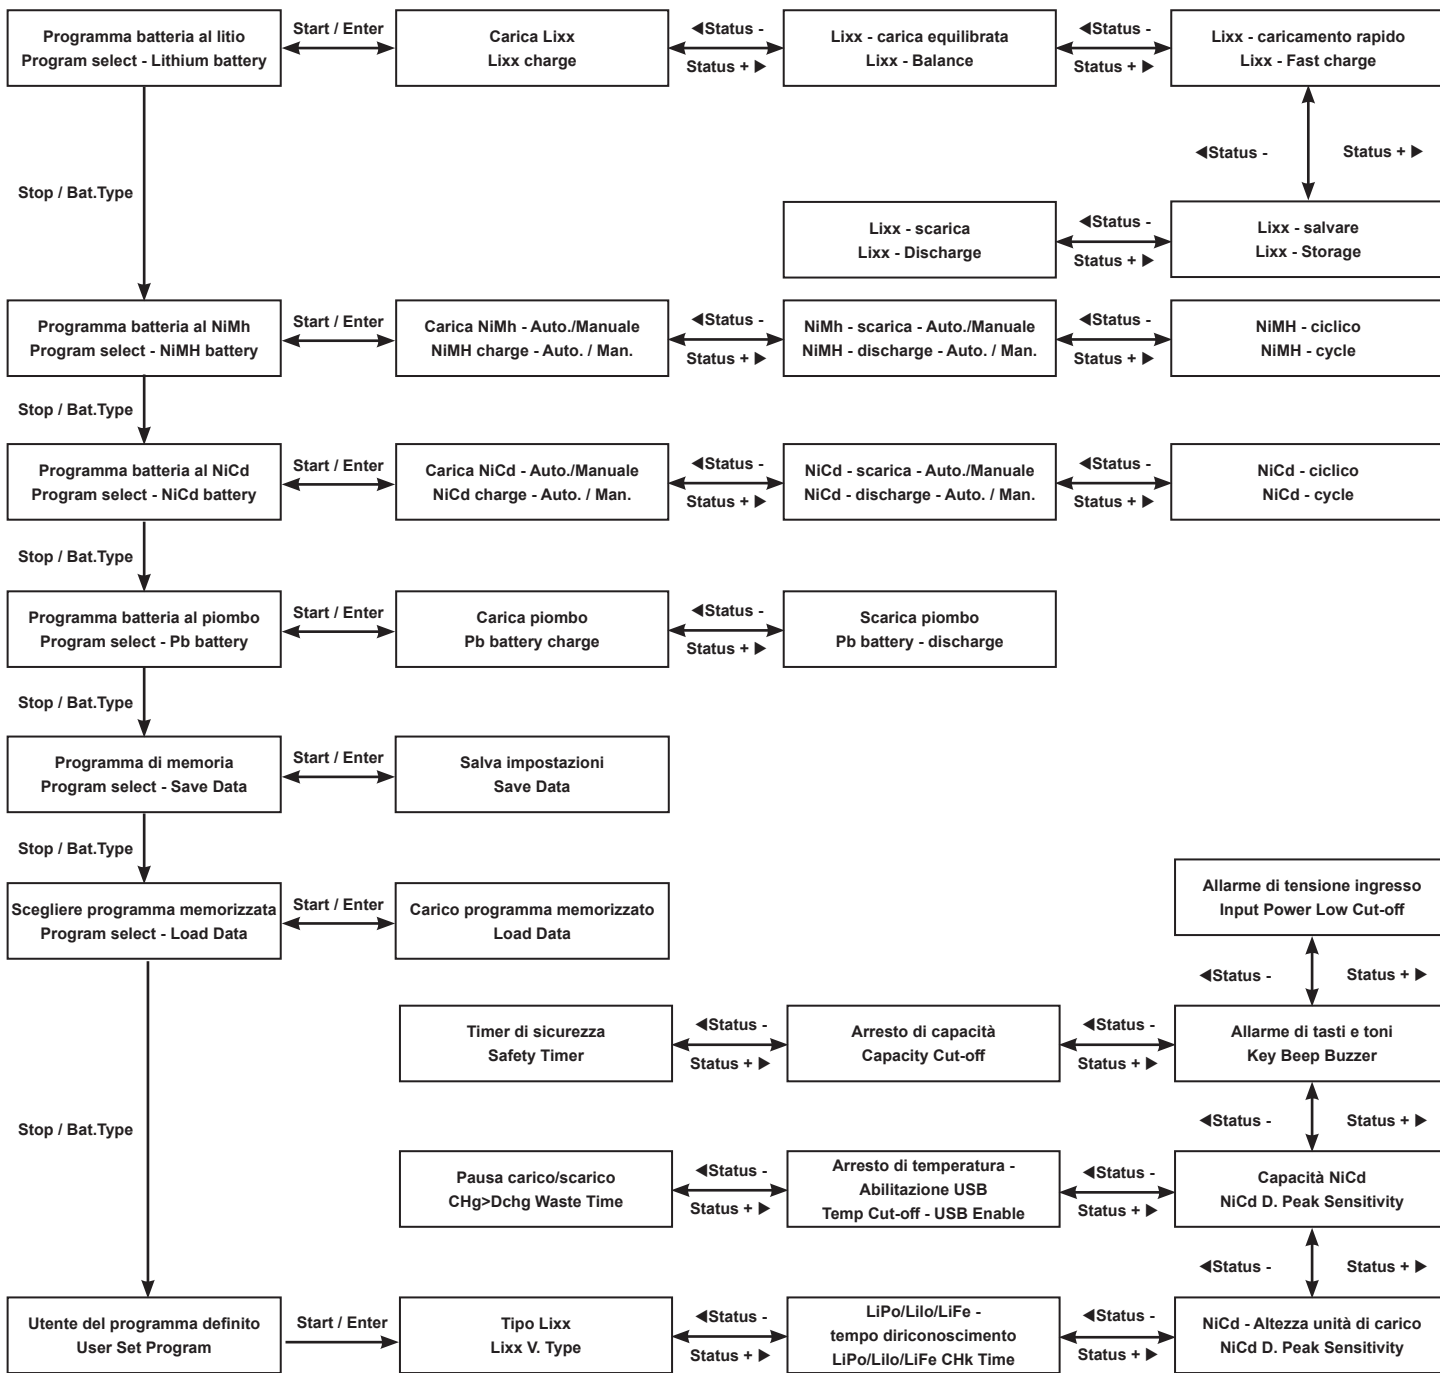 Programma batteria al litio
Program select - Lithium battery
Start / Enter
Carica Lixx
Lixx charge
◀Status -
Status + ▶
Lixx - carica equilibrata
Lixx - Balance
◀Status -
Status + ▶
Lixx - caricamento rapido
Lixx - Fast charge
◀Status -
Status + ▶
Stop / Bat.Type
Lixx - scarica
Lixx - Discharge
◀Status -
Status + ▶
Lixx - salvare
Lixx - Storage
Programma batteria al NiMh
Program select - NiMH battery
Start / Enter
Carica NiMh - Auto./Manuale
NiMH charge - Auto. / Man.
◀Status -
Status + ▶
NiMh - scarica - Auto./Manuale
NiMH - discharge - Auto. / Man.
◀Status -
Status + ▶
NiMH - ciclico
NiMH - cycle
Stop / Bat.Type
Programma batteria al NiCd
Program select - NiCd battery
Start / Enter
Carica NiCd - Auto./Manuale
NiCd charge - Auto. / Man.
◀Status -
Status + ▶
NiCd - scarica - Auto./Manuale
NiCd - discharge - Auto. / Man.
◀Status -
Status + ▶
NiCd - ciclico
NiCd - cycle
Stop / Bat.Type
Programma batteria al piombo
Program select - Pb battery
Start / Enter
Carica piombo
Pb battery charge
◀Status -
Status + ▶
Scarica piombo
Pb battery - discharge
Stop / Bat.Type
Programma di memoria
Program select - Save Data
Start / Enter
Salva impostazioni
Save Data
Stop / Bat.Type
Scegliere programma memorizzata
Program select - Load Data
Start / Enter
Carico programma memorizzato
Load Data
Allarme di tensione ingresso
Input Power Low Cut-off
◀Status -
Status + ▶
Timer di sicurezza
Safety Timer
◀Status -
Status + ▶
Arresto di capacità
Capacity Cut-off
◀Status -
Status + ▶
Allarme di tasti e toni
Key Beep Buzzer
◀Status -
Status + ▶
Stop / Bat.Type
Pausa carico/scarico
CHg>Dchg Waste Time
◀Status -
Status + ▶
Arresto di temperatura -
Abilitazione USB
Temp Cut-off - USB Enable
◀Status -
Status + ▶
Capacità NiCd
NiCd D. Peak Sensitivity
◀Status -
Status + ▶
Utente del programma definito
User Set Program
Start / Enter
Tipo Lixx
Lixx V. Type
◀Status -
Status + ▶
LiPo/LiIo/LiFe -
tempo diriconoscimento
LiPo/LiIo/LiFe CHk Time
◀Status -
Status + ▶
NiCd - Altezza unità di carico
NiCd D. Peak Sensitivity